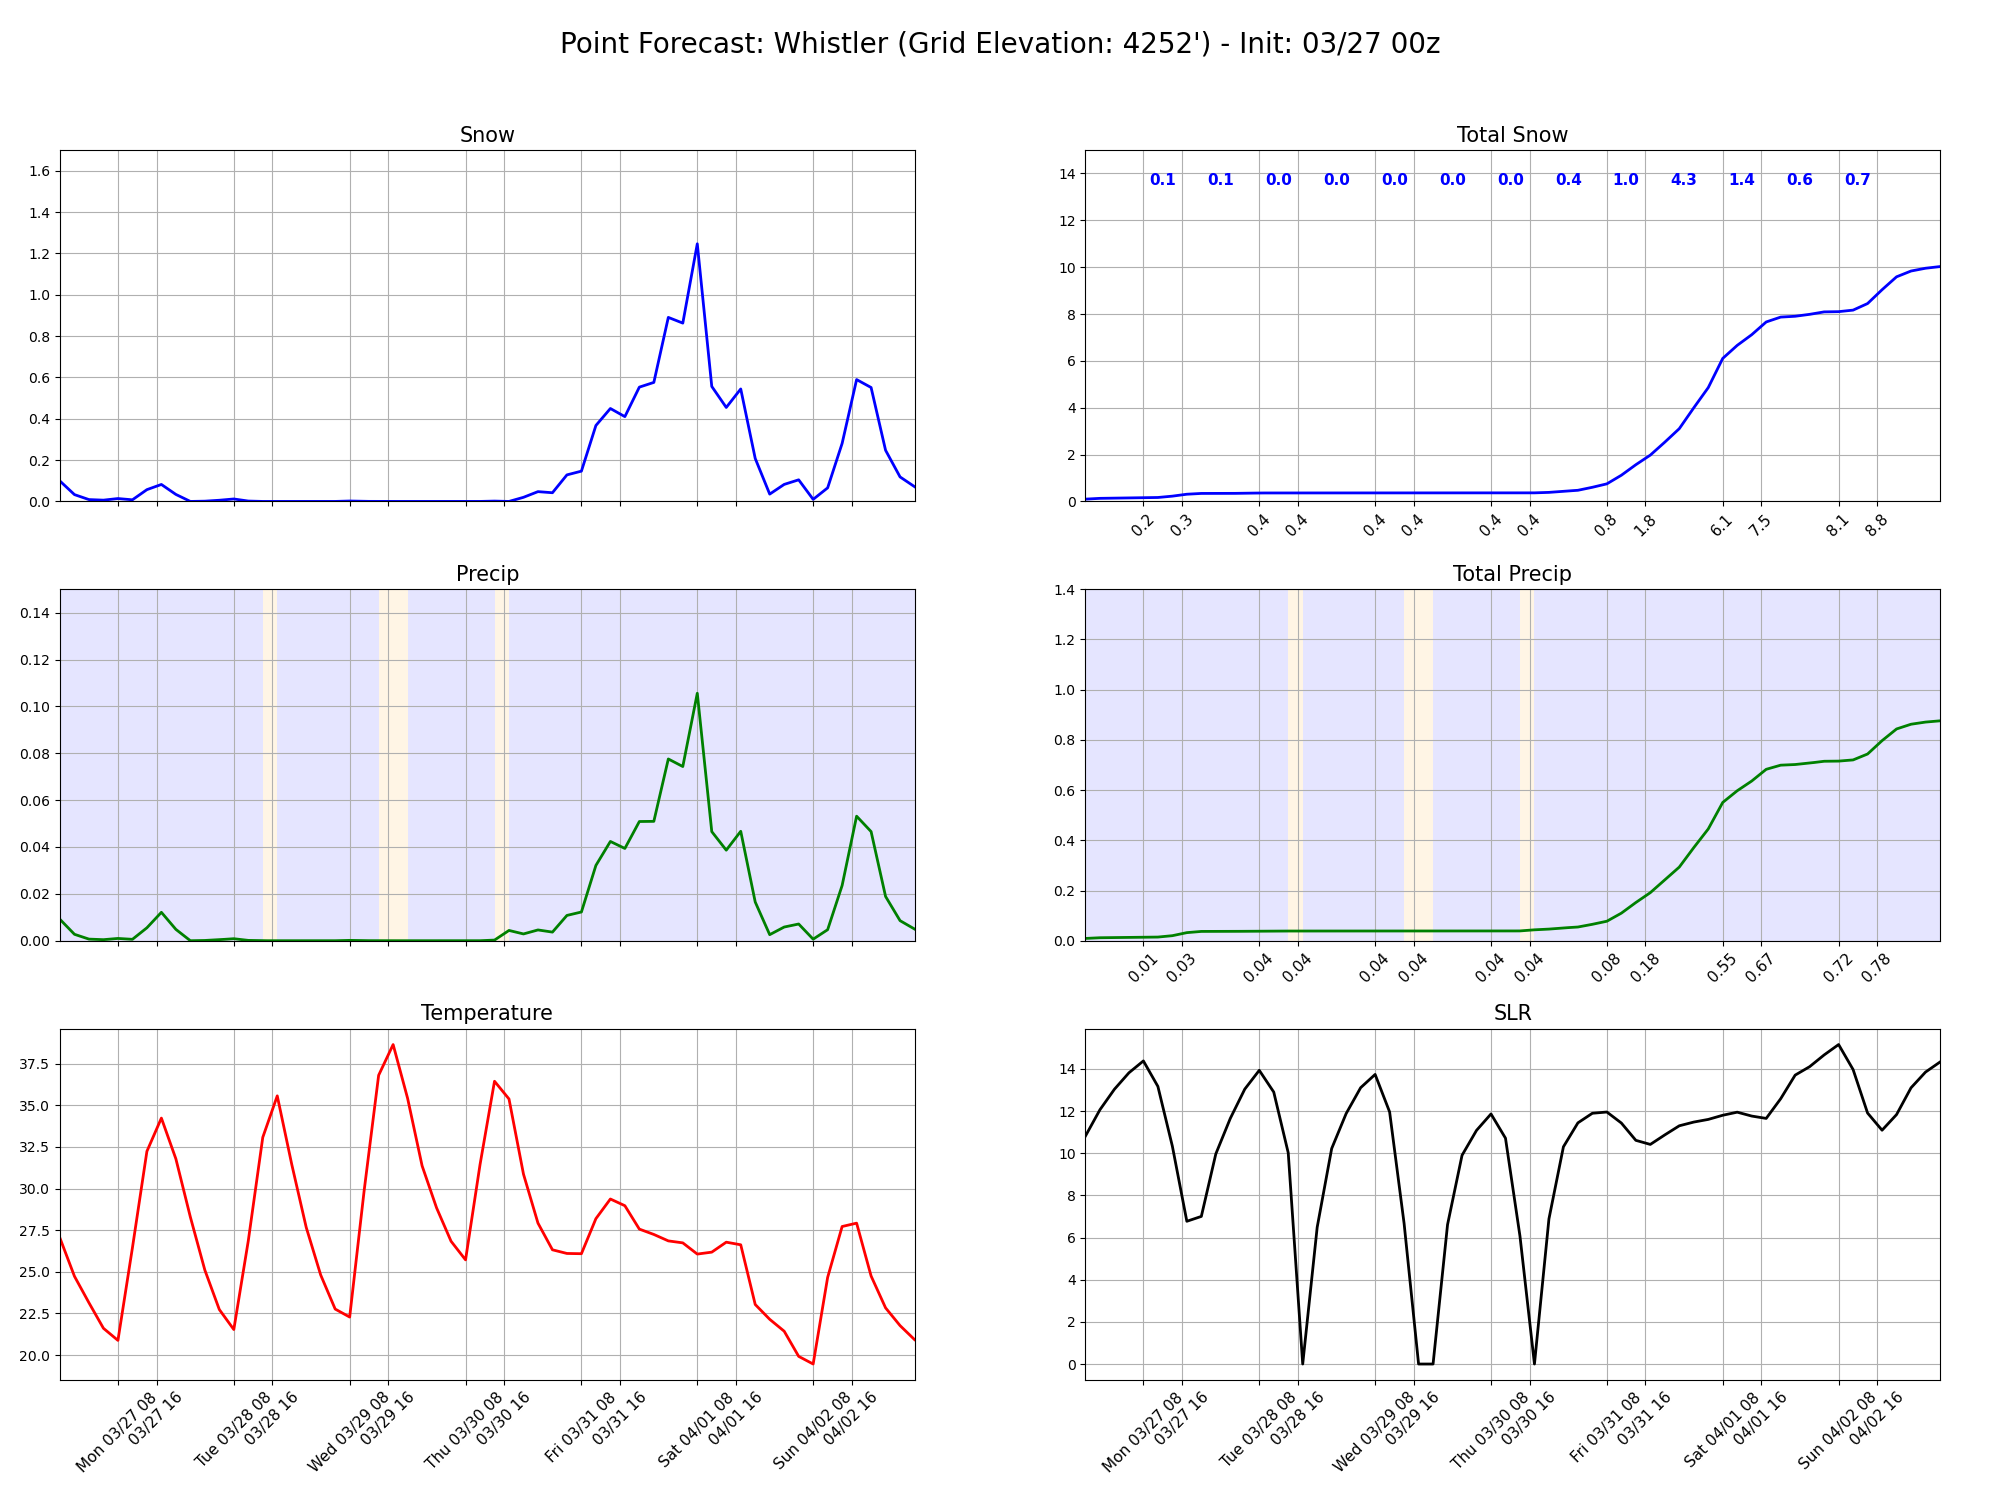 Point Forecast: Whistler (Grid Elevation: 4252') - Init: 03/27 00z
Snow
1.6
1.4
1.2
1.0
0.8
0.6
0.4
0.2
0.0
Total Snow
14
12
10
8
6
4
2
0
0.1 0.1 0.0 0.0 0.0 0.0 0.0 0.4 1.0 4.3 1.4 0.6 0.7
0.2 0.3 0.4 0.4 0.4 0.4 0.4 0.4 0.8 1.8 6.1 7.5 8.1 8.8
Precip
0.14
0.12
0.10
0.08
0.06
0.04
0.02
0.00
Total Precip
1.4
1.2
1.0
0.8
0.6
0.4
0.2
0.0
0.01 0.03 0.04 0.04 0.04 0.04 0.04 0.04 0.08 0.18 0.55 0.67 0.72 0.78
Temperature
37.5
35.0
32.5
30.0
27.5
25.0
22.5
20.0
Mon 03/27 08
03/27 16
Tue 03/28 08
03/28 16
Wed 03/29 08
03/29 16
Thu 03/30 08
03/30 16
Fri 03/31 08
03/31 16
Sat 04/01 08
04/01 16
Sun 04/02 08
04/02 16
SLR
14
12
10
8
6
4
2
0
Mon 03/27 08
03/27 16
Tue 03/28 08
03/28 16
Wed 03/29 08
03/29 16
Thu 03/30 08
03/30 16
Fri 03/31 08
03/31 16
Sat 04/01 08
04/01 16
Sun 04/02 08
04/02 16